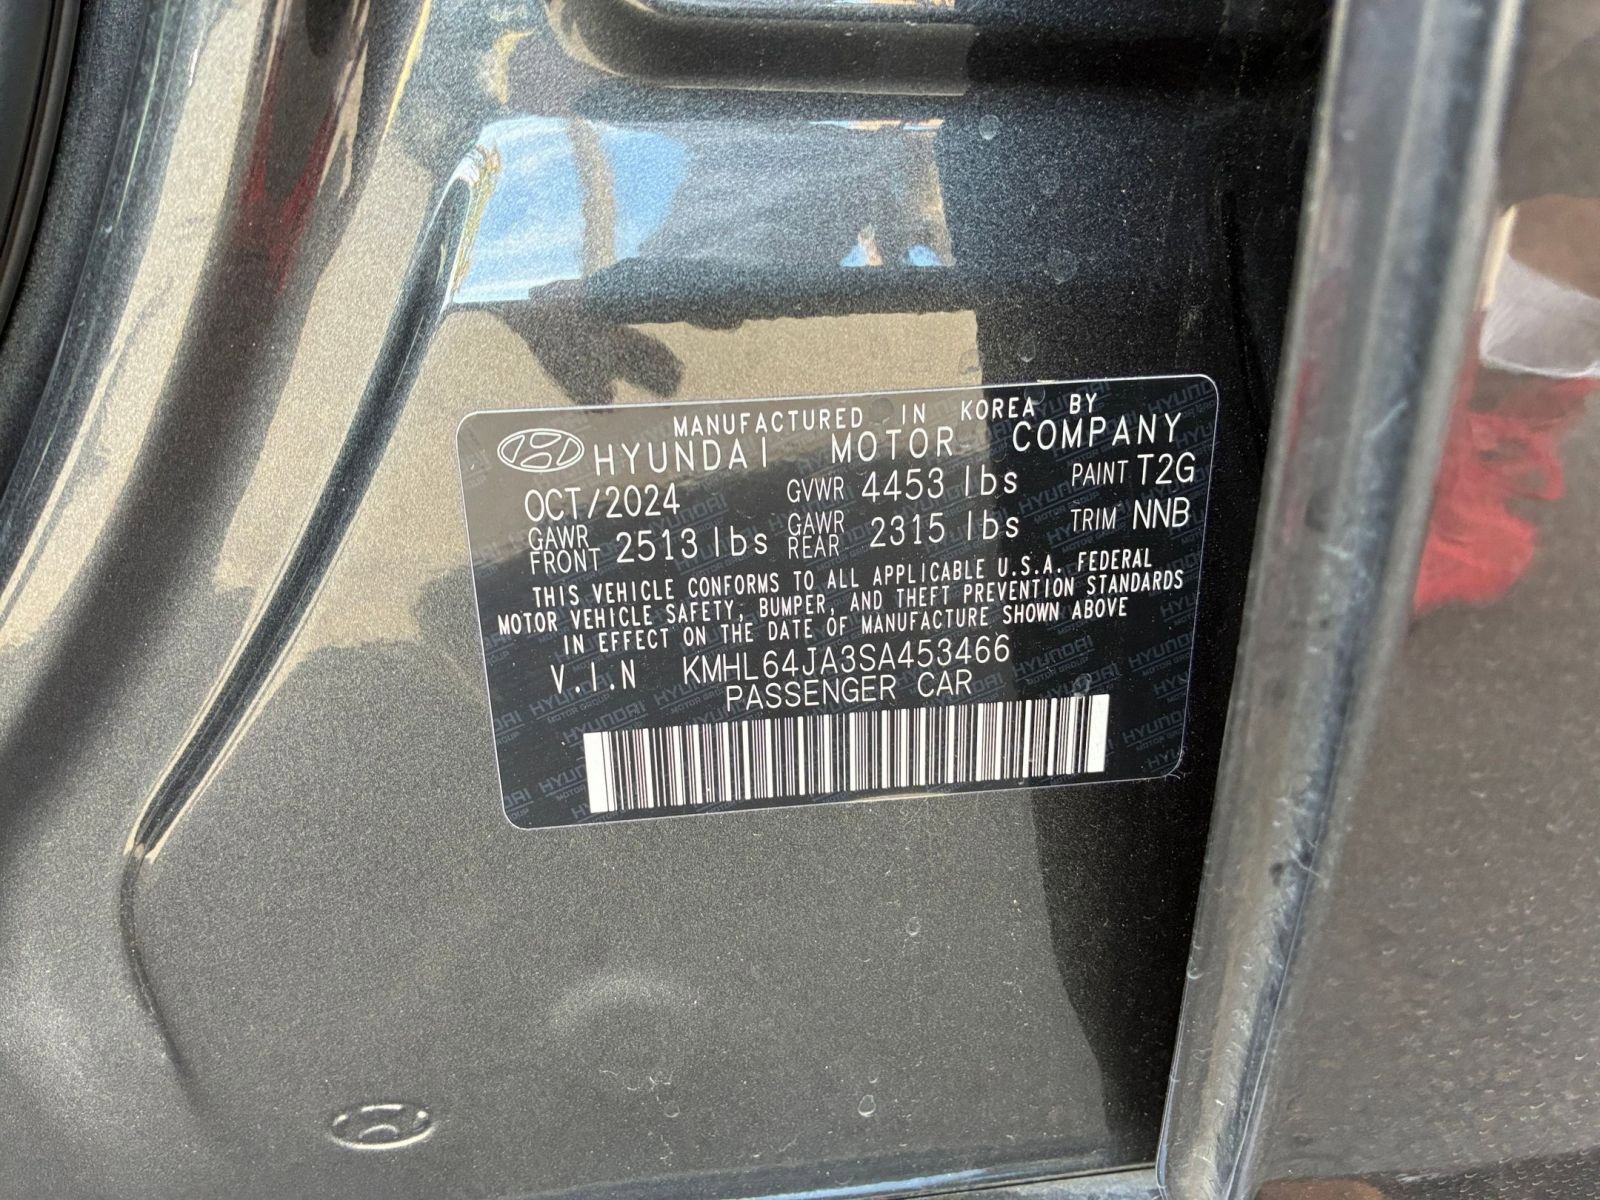 MANUFACTURED IN KOREA BY
HYUNDAI MOTOR COMPANY
OCT/2024 GVWR 4453 lbs PAINT T2G
GAWR FRONT 2513 lbs GAWR REAR 2315 lbs TRIM NNB
THIS VEHICLE CONFORMS TO ALL APPLICABLE U.S.A. FEDERAL
MOTOR VEHICLE SAFETY, BUMPER, AND THEFT PREVENTION STANDARDS
IN EFFECT ON THE DATE OF MANUFACTURE SHOWN ABOVE
V.I.N KMHL64JA3SA453466
PASSENGER CAR